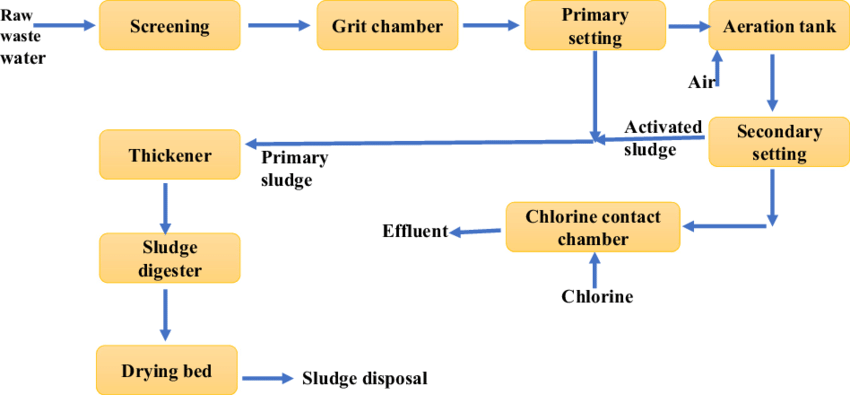 Raw
waste
water
Screening
Grit chamber
Primary
setting
Aeration tank
Air
Activated
sludge
Secondary
setting
Thickener
Primary
sludge
Chlorine contact
chamber
Effluent
Sludge
digester
Chlorine
Drying bed
Sludge disposal